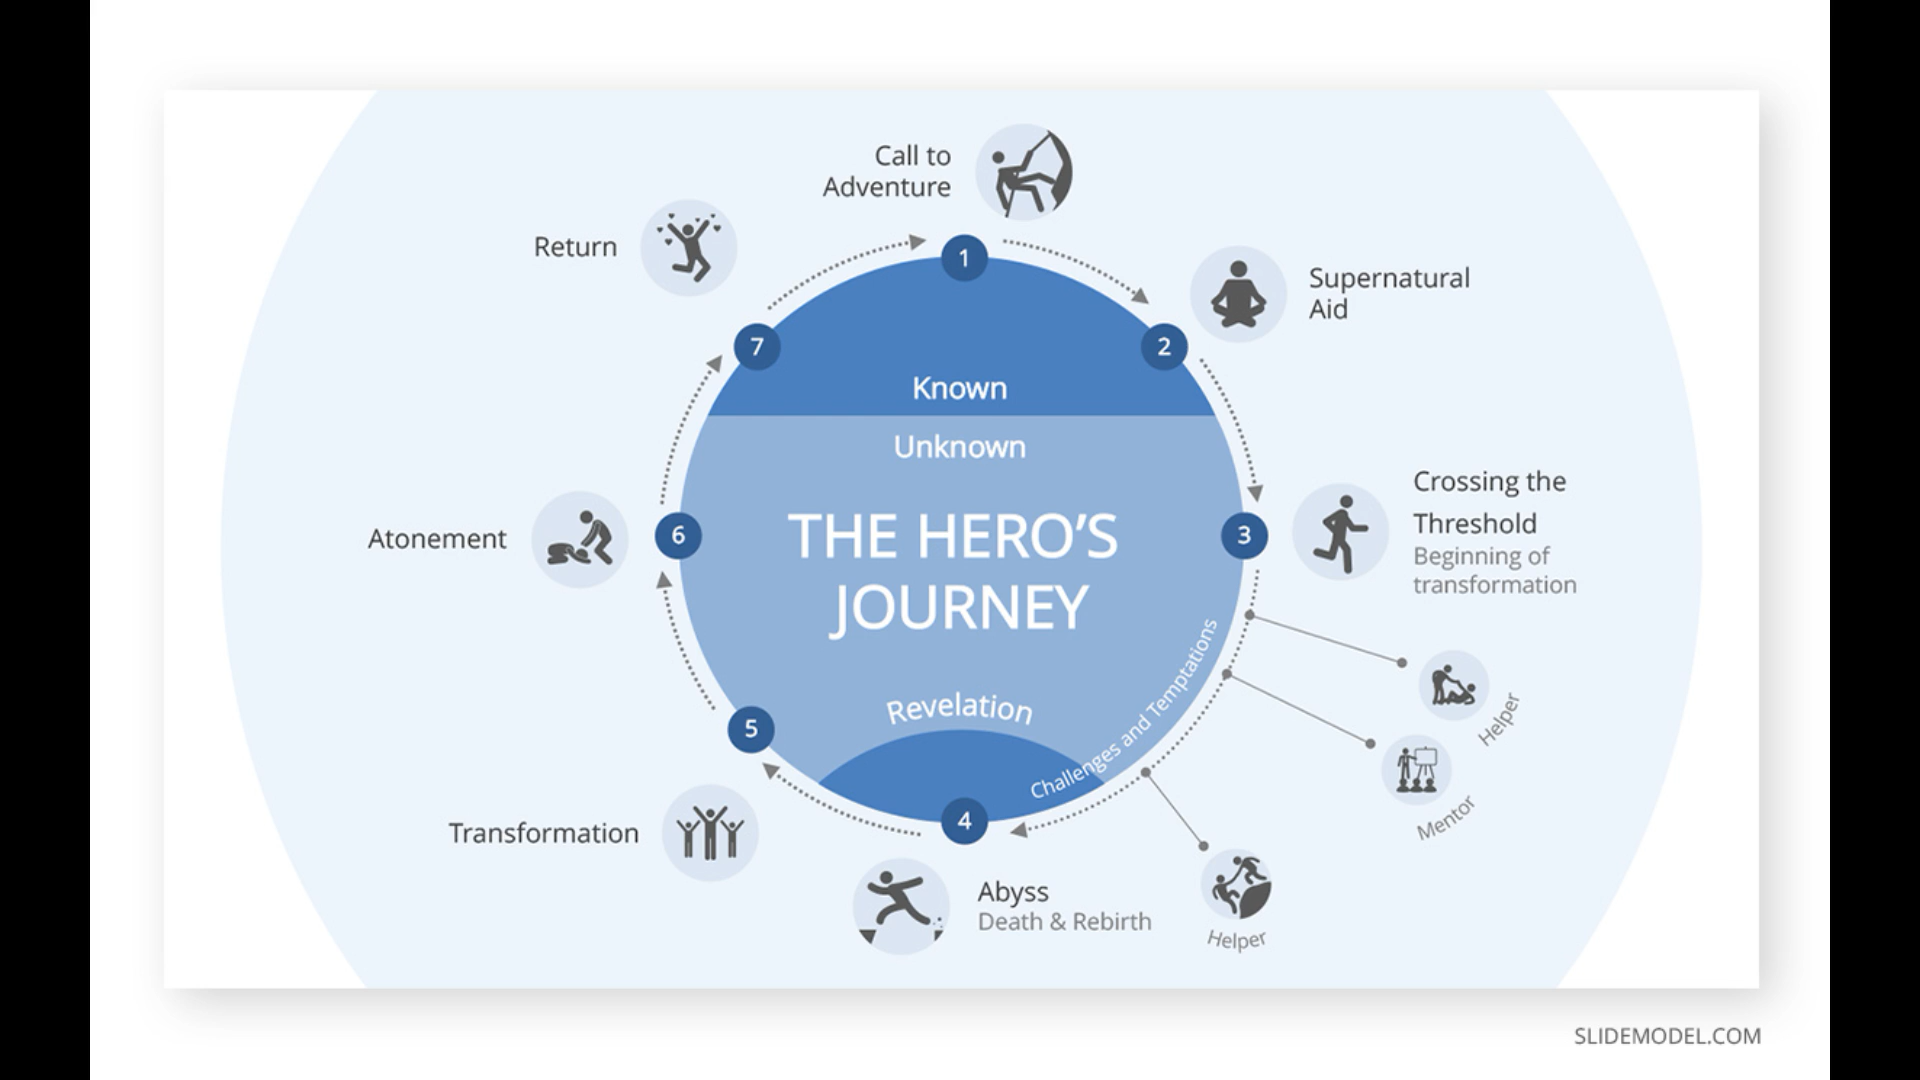 Call to
Adventure
Return
1
Supernatural
Aid
7
2
Known
Unknown
Crossing the
Threshold
Beginning of
transformation
Atonement
6
THE HERO'S
JOURNEY
3
Challenges and Temptations
Helper
Revelation
5
Mentor
4
Transformation
Abyss
Death & Rebirth
Helper
SLIDEMODEL.COM